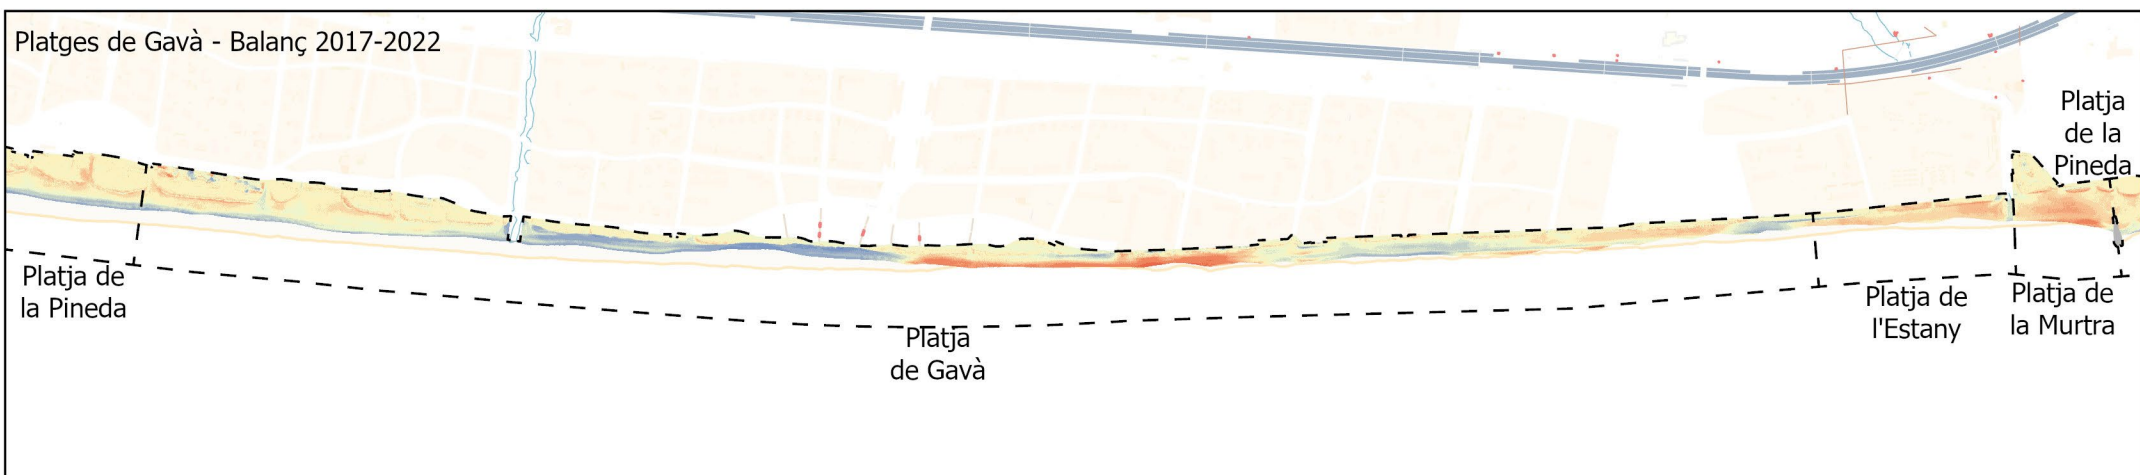 Platges de Gavà - Balanç 2017-2022
Platja
de la
Pineda
Platja de
la Pineda
Platja
de Gavà
Platja de
l'Estany
Platja de
la Murtra